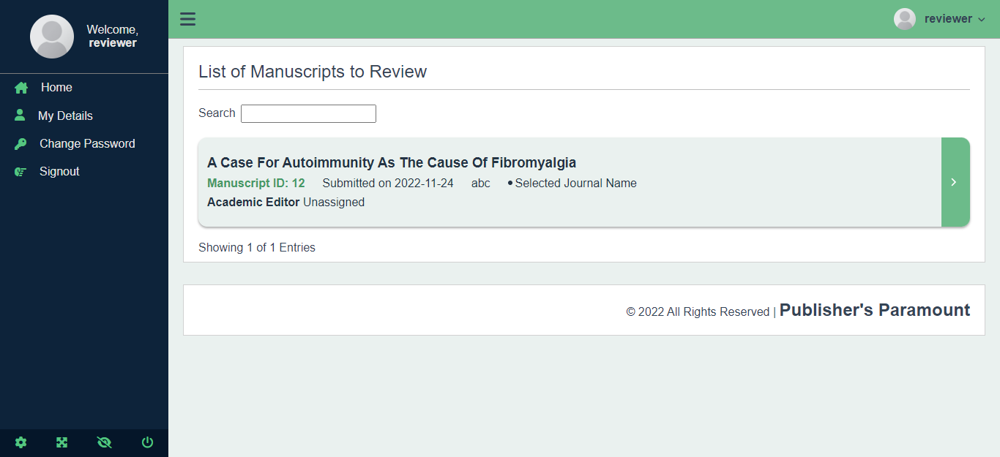 Welcome,
reviewer
Home
My Details
Change Password
Signout
reviewer
List of Manuscripts to Review
Search
A Case For Autoimmunity As The Cause Of Fibromyalgia
Manuscript ID: 12 Submitted on 2022-11-24 abc • Selected Journal Name
Academic Editor Unassigned
Showing 1 of 1 Entries
© 2022 All Rights Reserved | Publisher's Paramount